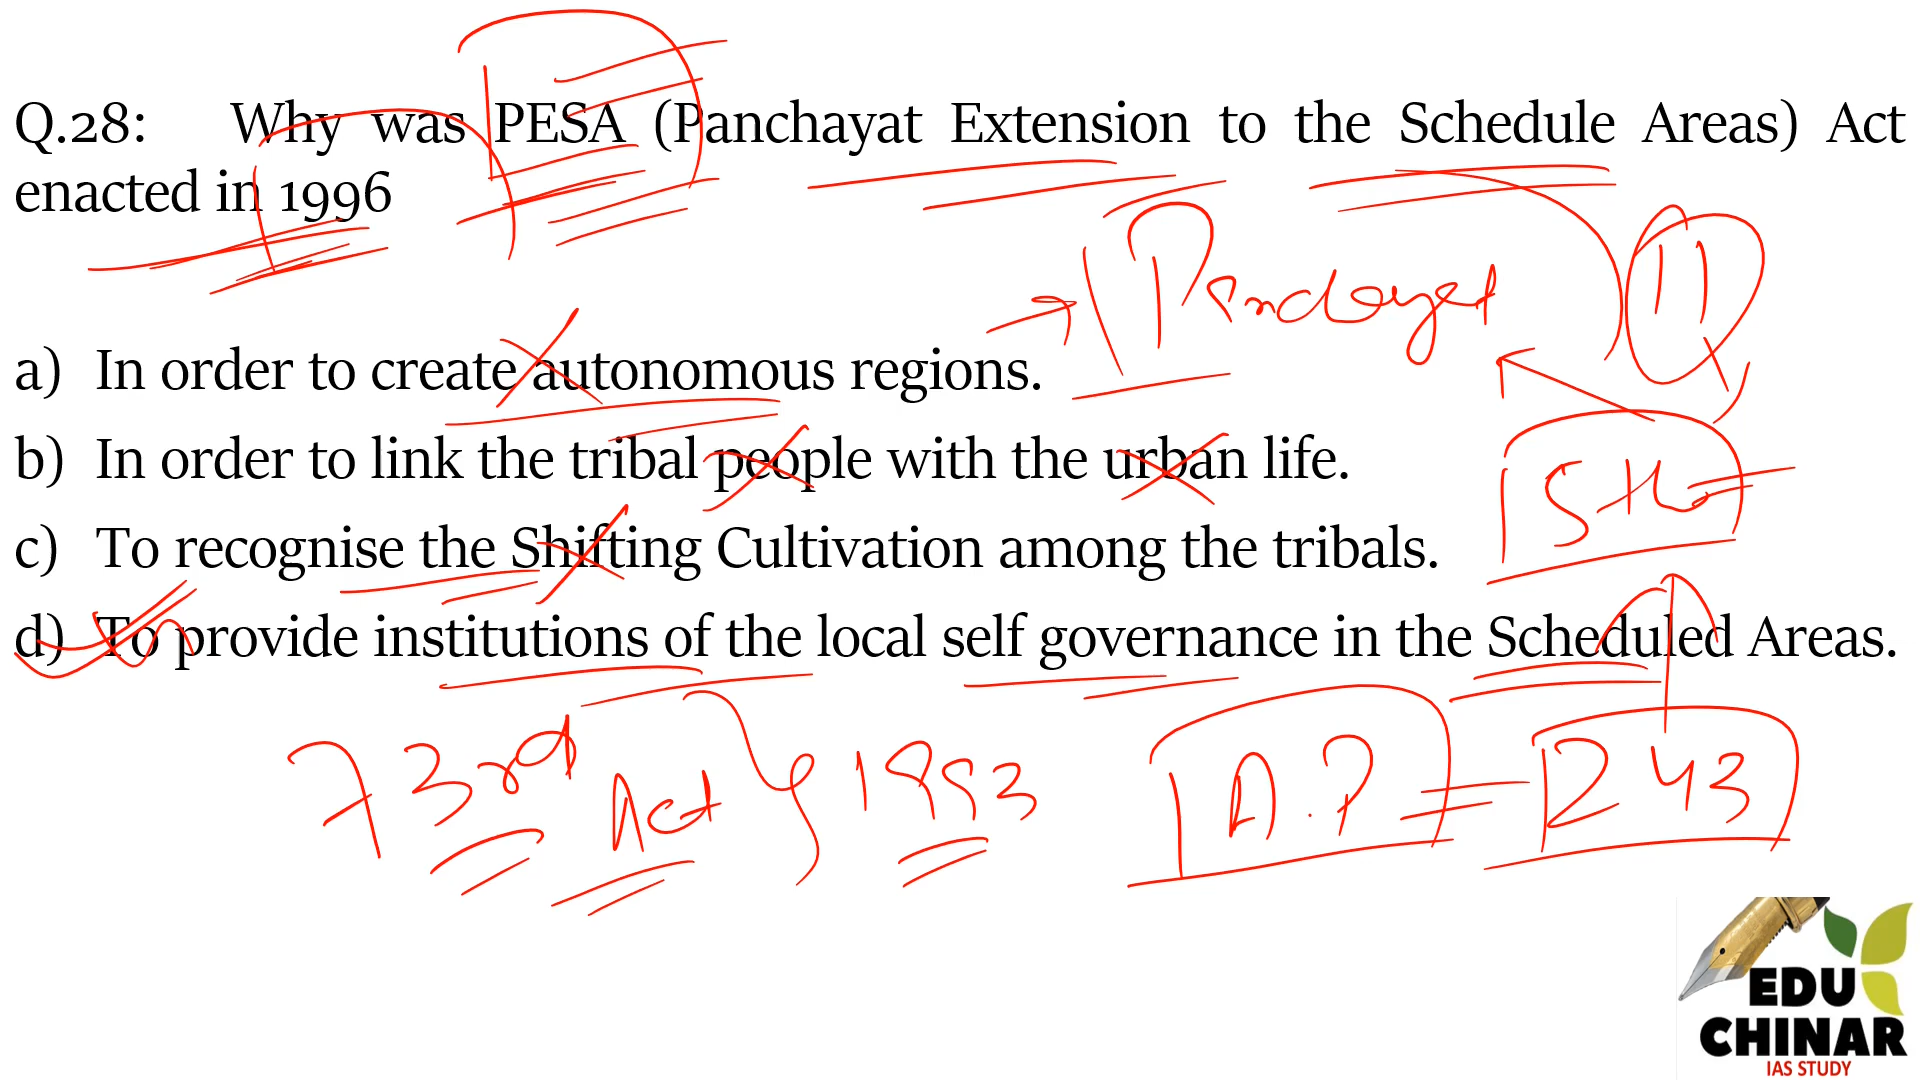 Q.28: Why was PESA (Panchayat Extension to the Schedule Areas) Act
enacted in 1996
→ Panchayat
11
a) In order to create autonomous regions.
b) In order to link the tribal people with the urban life.
5th
c) To recognise the Shifting Cultivation among the tribals.
d) To provide institutions of the local self governance in the Scheduled Areas.
73rd Act 1993 A.P = 243
EDU
CHINAR
IAS STUDY